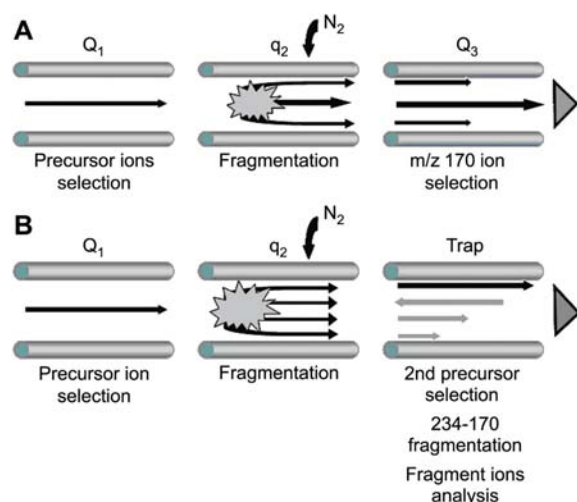 A
N2
Q1
q2
Q3
Precursor ions
selection
Fragmentation
m/z 170 ion
selection
B
N2
Q1
q2
Trap
Precursor ion
selection
Fragmentation
2nd precursor
selection
234-170
fragmentation
Fragment ions
analysis